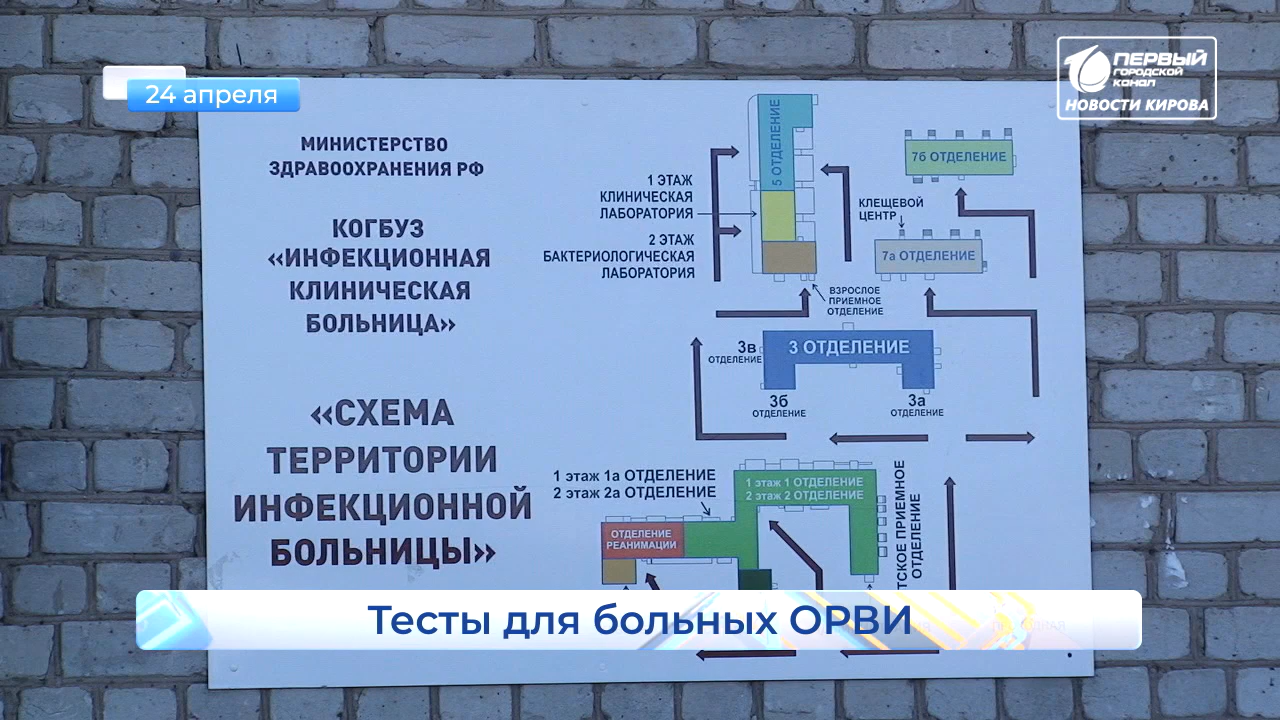 24 апреля
ПЕРВЫЙ
ГОРОДСКОЙ
КАНАЛ
НОВОСТИ КИРОВА
МИНИСТЕРСТВО
ЗДРАВООХРАНЕНИЯ РФ
КОГБУЗ
«ИНФЕКЦИОННАЯ
КЛИНИЧЕСКАЯ
БОЛЬНИЦА»
«СХЕМА
ТЕРРИТОРИИ
ИНФЕКЦИОННОЙ
БОЛЬНИЦЫ»
5 ОТДЕЛЕНИЕ
1 ЭТАЖ
КЛИНИЧЕСКАЯ
ЛАБОРАТОРИЯ
2 ЭТАЖ
БАКТЕРИОЛОГИЧЕСКАЯ
ЛАБОРАТОРИЯ
7б ОТДЕЛЕНИЕ
КЛЕЩЕВОЙ
ЦЕНТР
7а ОТДЕЛЕНИЕ
ВЗРОСЛОЕ
ПРИЕМНОЕ
ОТДЕЛЕНИЕ
3 ОТДЕЛЕНИЕ
3в
ОТДЕЛЕНИЕ
3б
ОТДЕЛЕНИЕ
3а
ОТДЕЛЕНИЕ
1 этаж 1а ОТДЕЛЕНИЕ
2 этаж 2а ОТДЕЛЕНИЕ
1 этаж 1 ОТДЕЛЕНИЕ
2 этаж 2 ОТДЕЛЕНИЕ
ОТДЕЛЕНИЕ
РЕАНИМАЦИИ
ТСКОЕ ПРИЕМНОЕ
ОТДЕЛЕНИЕ
Тесты для больных ОРВИ